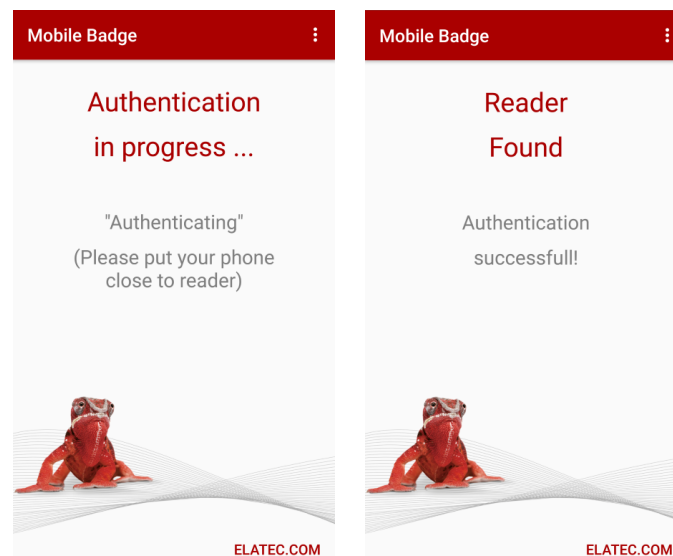 Mobile Badge
Authentication
in progress ...
"Authenticating"
(Please put your phone
close to reader)
ELATEC.COM
Mobile Badge
Reader
Found
Authentication
successfull!
ELATEC.COM